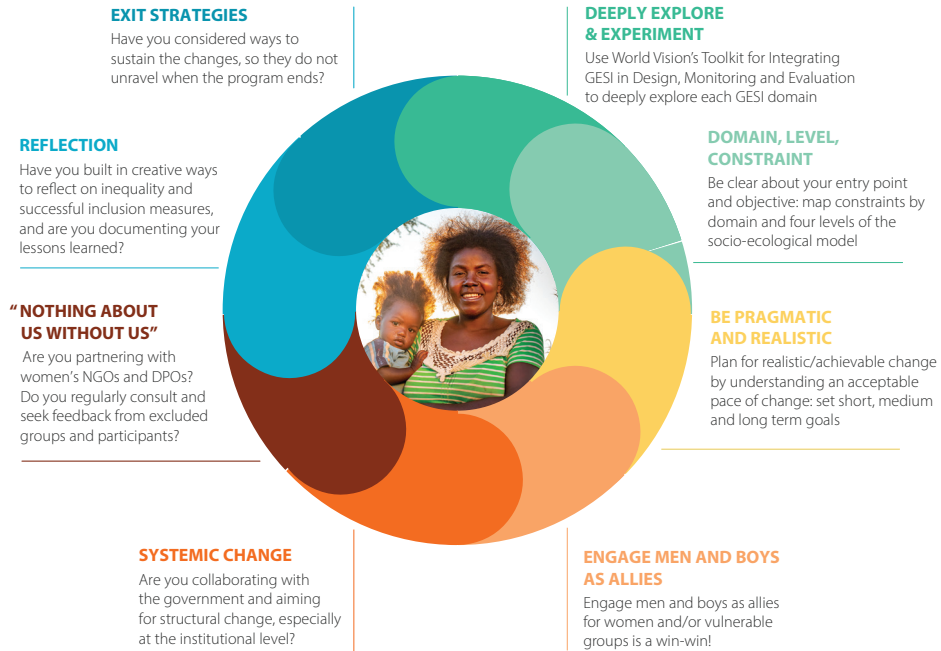 EXIT STRATEGIES
Have you considered ways to
sustain the changes, so they do not
unravel when the program ends?
DEEPLY EXPLORE
& EXPERIMENT
Use World Vision's Toolkit for Integrating
GESI in Design, Monitoring and Evaluation
to deeply explore each GESI domain
DOMAIN, LEVEL,
CONSTRAINT
Be clear about your entry point
and objective: map constraints by
domain and four levels of the
socio-ecological model
BE PRAGMATIC
AND REALISTIC
Plan for realistic/achievable change
by understanding an acceptable
pace of change: set short, medium
and long term goals
ENGAGE MEN AND BOYS
AS ALLIES
Engage men and boys as allies
for women and/or vulnerable
groups is a win-win!
SYSTEMIC CHANGE
Are you collaborating with
the government and aiming
for structural change, especially
at the institutional level?
“NOTHING ABOUT
US WITHOUT US”
Are you partnering with
women's NGOs and DPOs?
Do you regularly consult and
seek feedback from excluded
groups and participants?
REFLECTION
Have you built in creative ways
to reflect on inequality and
successful inclusion measures,
and are you documenting your
lessons learned?